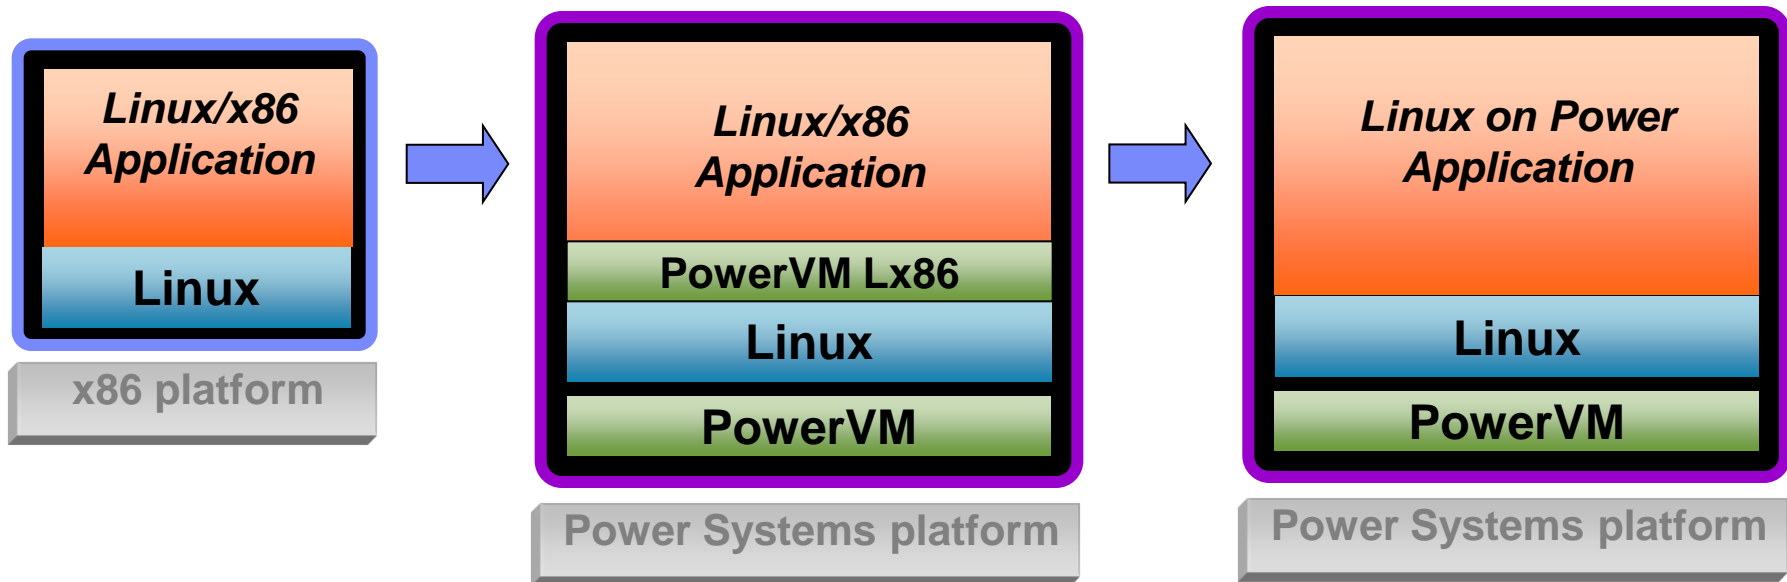 Linux/x86
Application
Linux
x86 platform
Linux/x86
Application
PowerVM Lx86
Linux
PowerVM
Power Systems platform
Linux on Power
Application
Linux
PowerVM
Power Systems platform